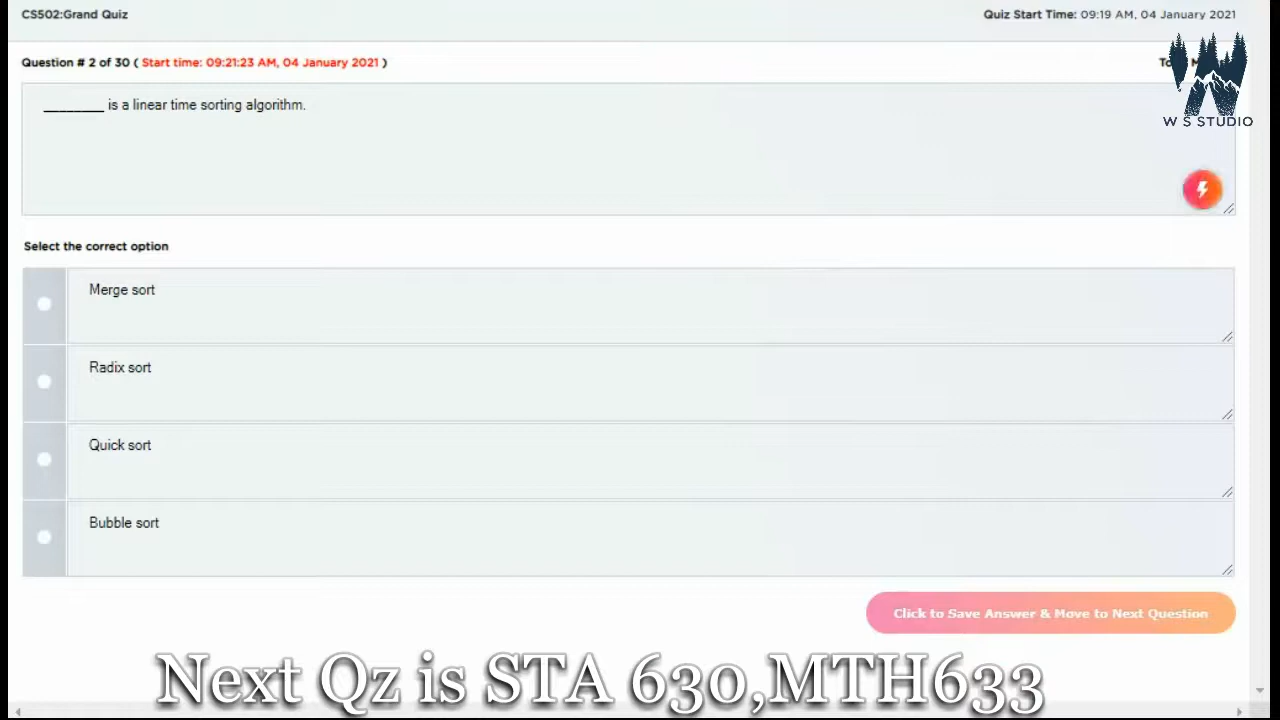 CS502:Grand Quiz
Quiz Start Time: 09:19 AM, 04 January 2021
Question # 2 of 30 ( Start time: 09:21:23 AM, 04 January 2021 )
W S STUDIO
________ is a linear time sorting algorithm.
Select the correct option
Merge sort
Radix sort
Quick sort
Bubble sort
Click to Save Answer & Move to Next Question
Next Qz is STA 630,MTH633